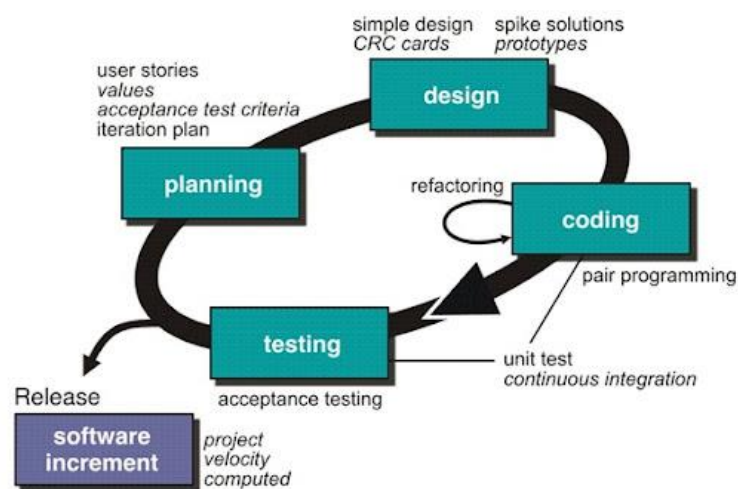 simple design
CRC cards
spike solutions
prototypes
user stories
values
acceptance test criteria
iteration plan
design
planning
refactoring
coding
pair programming
testing
unit test
continuous integration
acceptance testing
Release
software
increment
project
velocity
computed